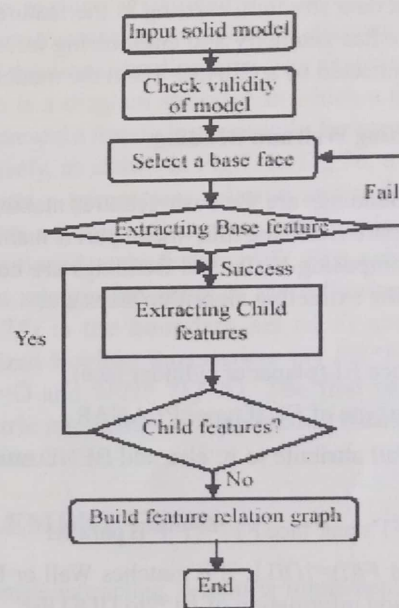 Input solid model
Check validity
of model
Select a base face
Fail
Extracting Base feature
Success
Yes
Extracting Child
features
Child features?
No
Build feature relation graph
End